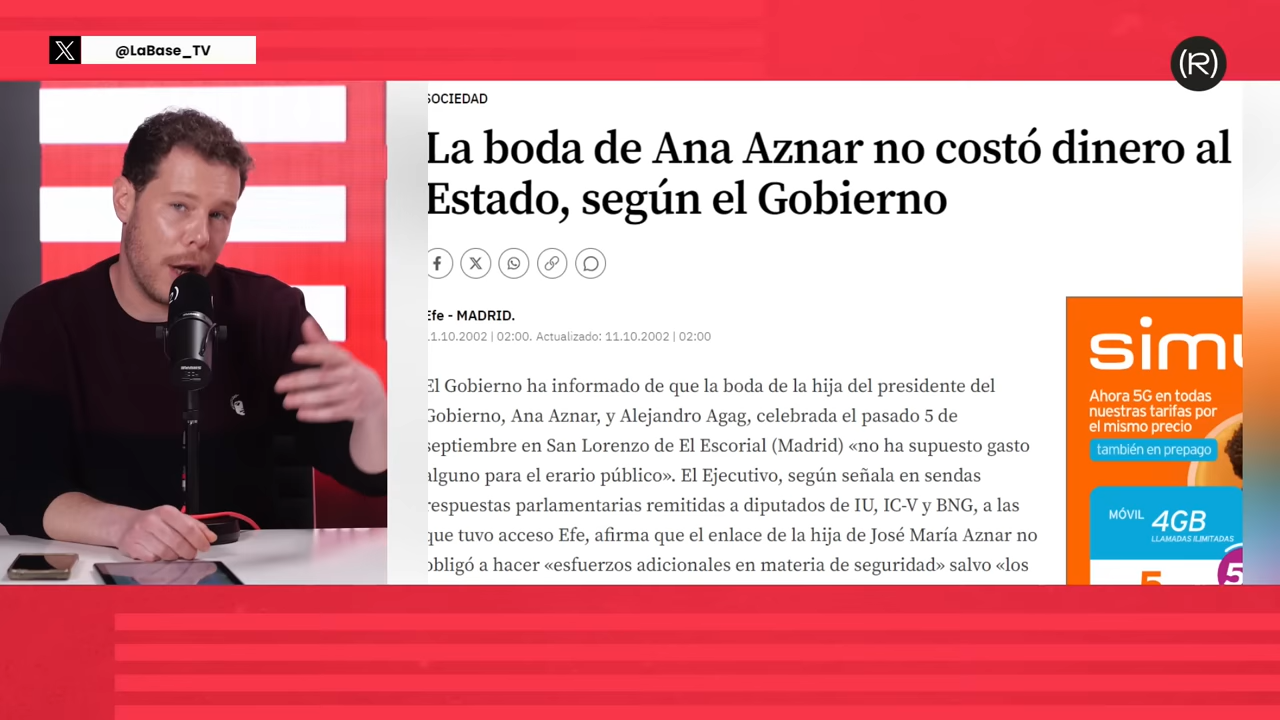 @LaBase_TV
(R)
SOCIEDAD
La boda de Ana Aznar no costó dinero al
Estado, según el Gobierno
Efe - MADRID.
11.10.2002 | 02:00. Actualizado: 11.10.2002 | 02:00
El Gobierno ha informado de que la boda de la hija del presidente del
Gobierno, Ana Aznar, y Alejandro Agag, celebrada el pasado 5 de
septiembre en San Lorenzo de El Escorial (Madrid) «no ha supuesto gasto
alguno para el erario público». El Ejecutivo, según señala en sendas
respuestas parlamentarias remitidas a diputados de IU, IC-V y BNG, a las
que tuvo acceso Efe, afirma que el enlace de la hija de José María Aznar no
obligó a hacer «esfuerzos adicionales en materia de seguridad» salvo «los
simy
Ahora 5G en todas
nuestras tarifas por
el mismo precio
también en prepago
MÓVIL 4GB
LLAMADAS ILIMITADAS
5
5